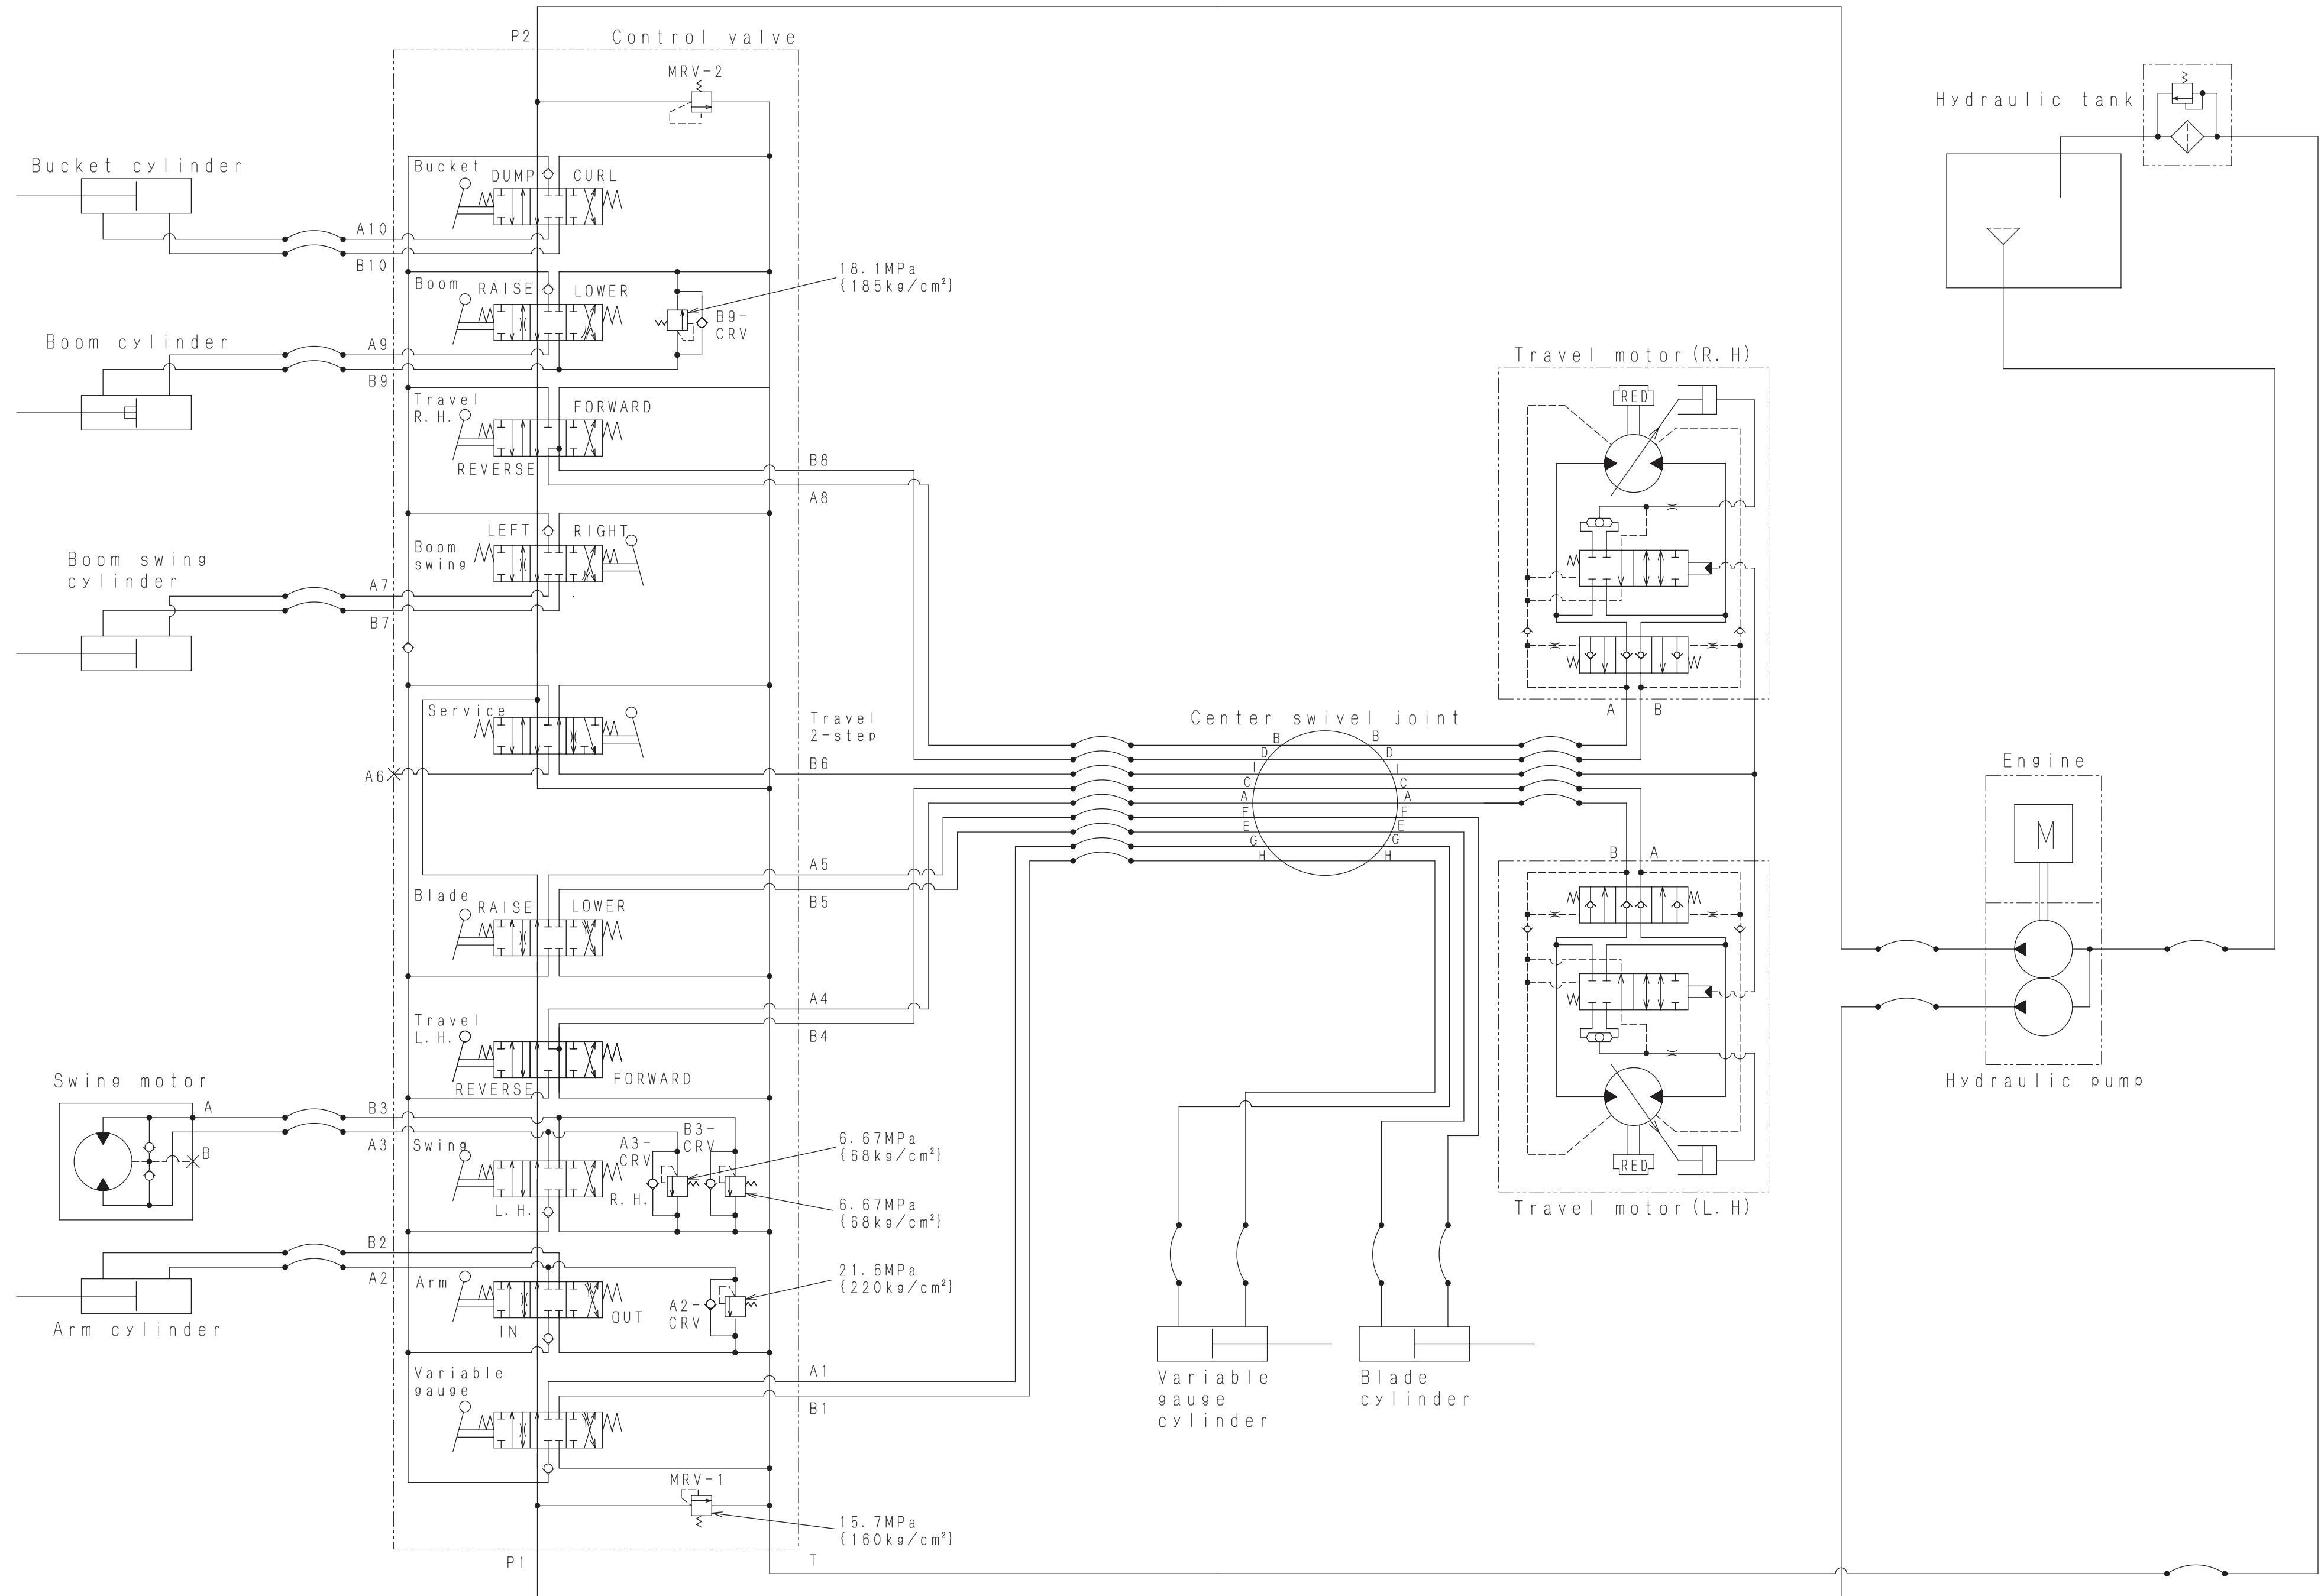 P2
Control valve
MRV-2
Hydraulic tank
Bucket cylinder
Bucket
DUMP
CURL
A10
B10
18.1MPa
{185kg/cm²}
Boom
RAISE
LOWER
B9-
CRV
Boom cylinder
A9
B9
Travel motor(R.H)
RED
Travel
R.H.
FORWARD
REVERSE
B8
A8
LEFT
RIGHT
Boom
swing
Boom swing
cylinder
A7
B7
A
B
Service
Travel
2-step
A6
B6
Center swivel joint
B
B
D
D
I
I
C
C
A
A
F
F
E
E
G
G
H
H
Engine
M
Hydraulic pump
B
A
A5
B5
Blade
RAISE
LOWER
A4
B4
Travel
L.H.
REVERSE
FORWARD
Swing motor
A
B
B3
A3
Swing
L.H.
R.H.
A3-
CRV
B3-
CRV
6.67MPa
{68kg/cm²}
6.67MPa
{68kg/cm²}
RED
Travel motor(L.H)
B2
A2
Arm
IN
OUT
A2-
CRV
21.6MPa
{220kg/cm²}
Arm cylinder
Variable
gauge
A1
B1
Variable
gauge
cylinder
Blade
cylinder
MRV-1
15.7MPa
{160kg/cm²}
P1
T